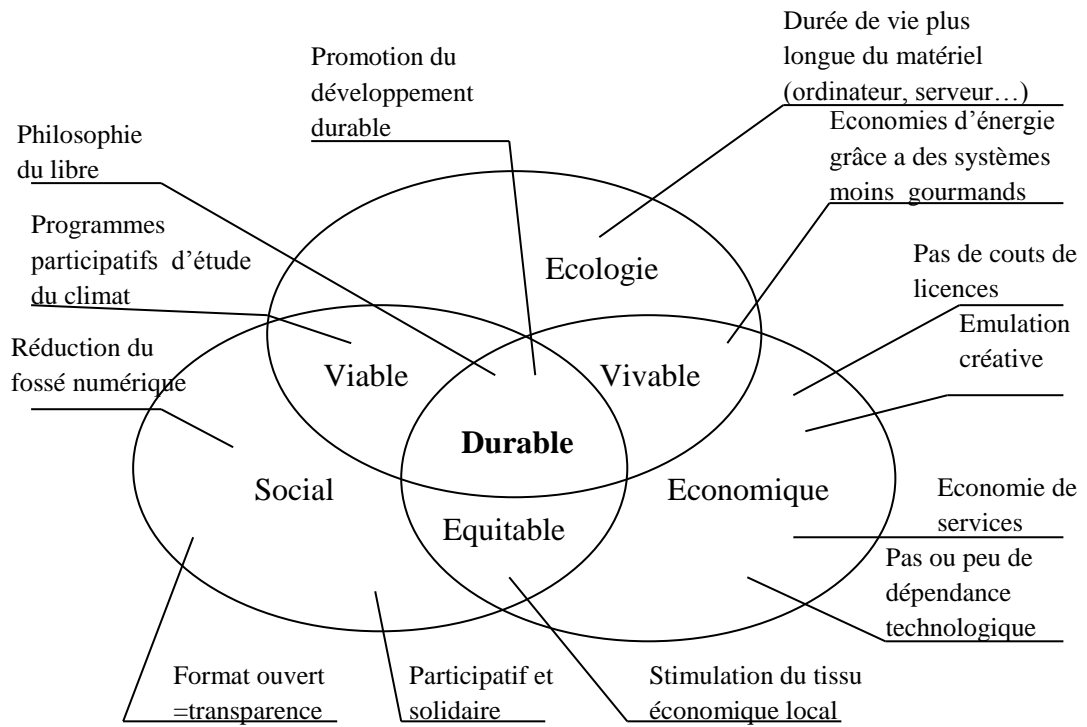 Durée de vie plus
longue du matériel
(ordinateur, serveur…)
Promotion du
développement
durable
Economies d’énergie
grâce a des systèmes
moins gourmands
Philosophie
du libre
Programmes
participatifs d’étude
du climat
Ecologie
Pas de couts de
licences
Emulation
créative
Réduction du
fossé numérique
Viable
Vivable
Durable
Social
Economique
Equitable
Economie de
services
Pas ou peu de
dépendance
technologique
Format ouvert
=transparence
Participatif et
solidaire
Stimulation du tissu
économique local